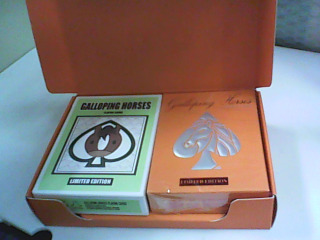 GALLOPING HORSES
LIMITED EDITION
Galloping Horses
LIMITED EDITION